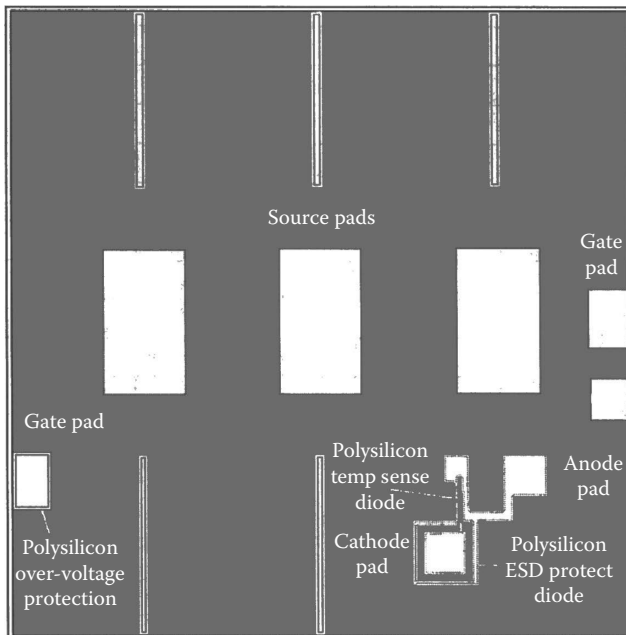 Source pads
Gate
pad
Gate pad
Polysilicon
temp sense
diode
Anode
pad
Polysilicon
over-voltage
protection
Cathode
pad
Polysilicon
ESD protect
diode